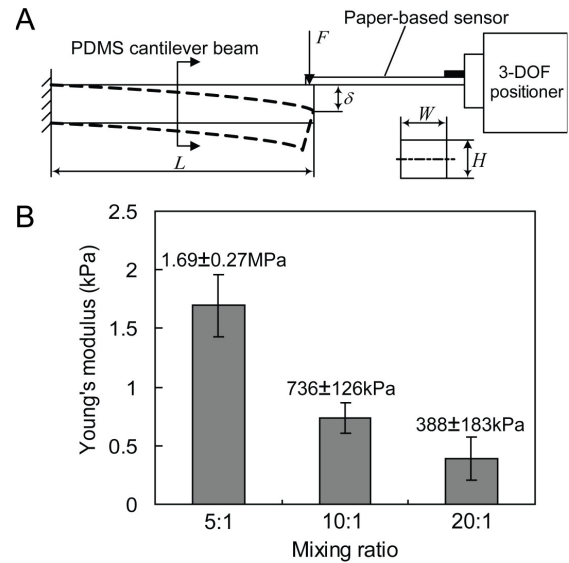 A
PDMS cantilever beam
F
Paper-based sensor
3-DOF
positioner
δ
W
H
L
B
Young's modulus (kPa)
2.5
2
1.5
1
0.5
0
1.69±0.27MPa
736±126kPa
388±183kPa
5:1
10:1
20:1
Mixing ratio